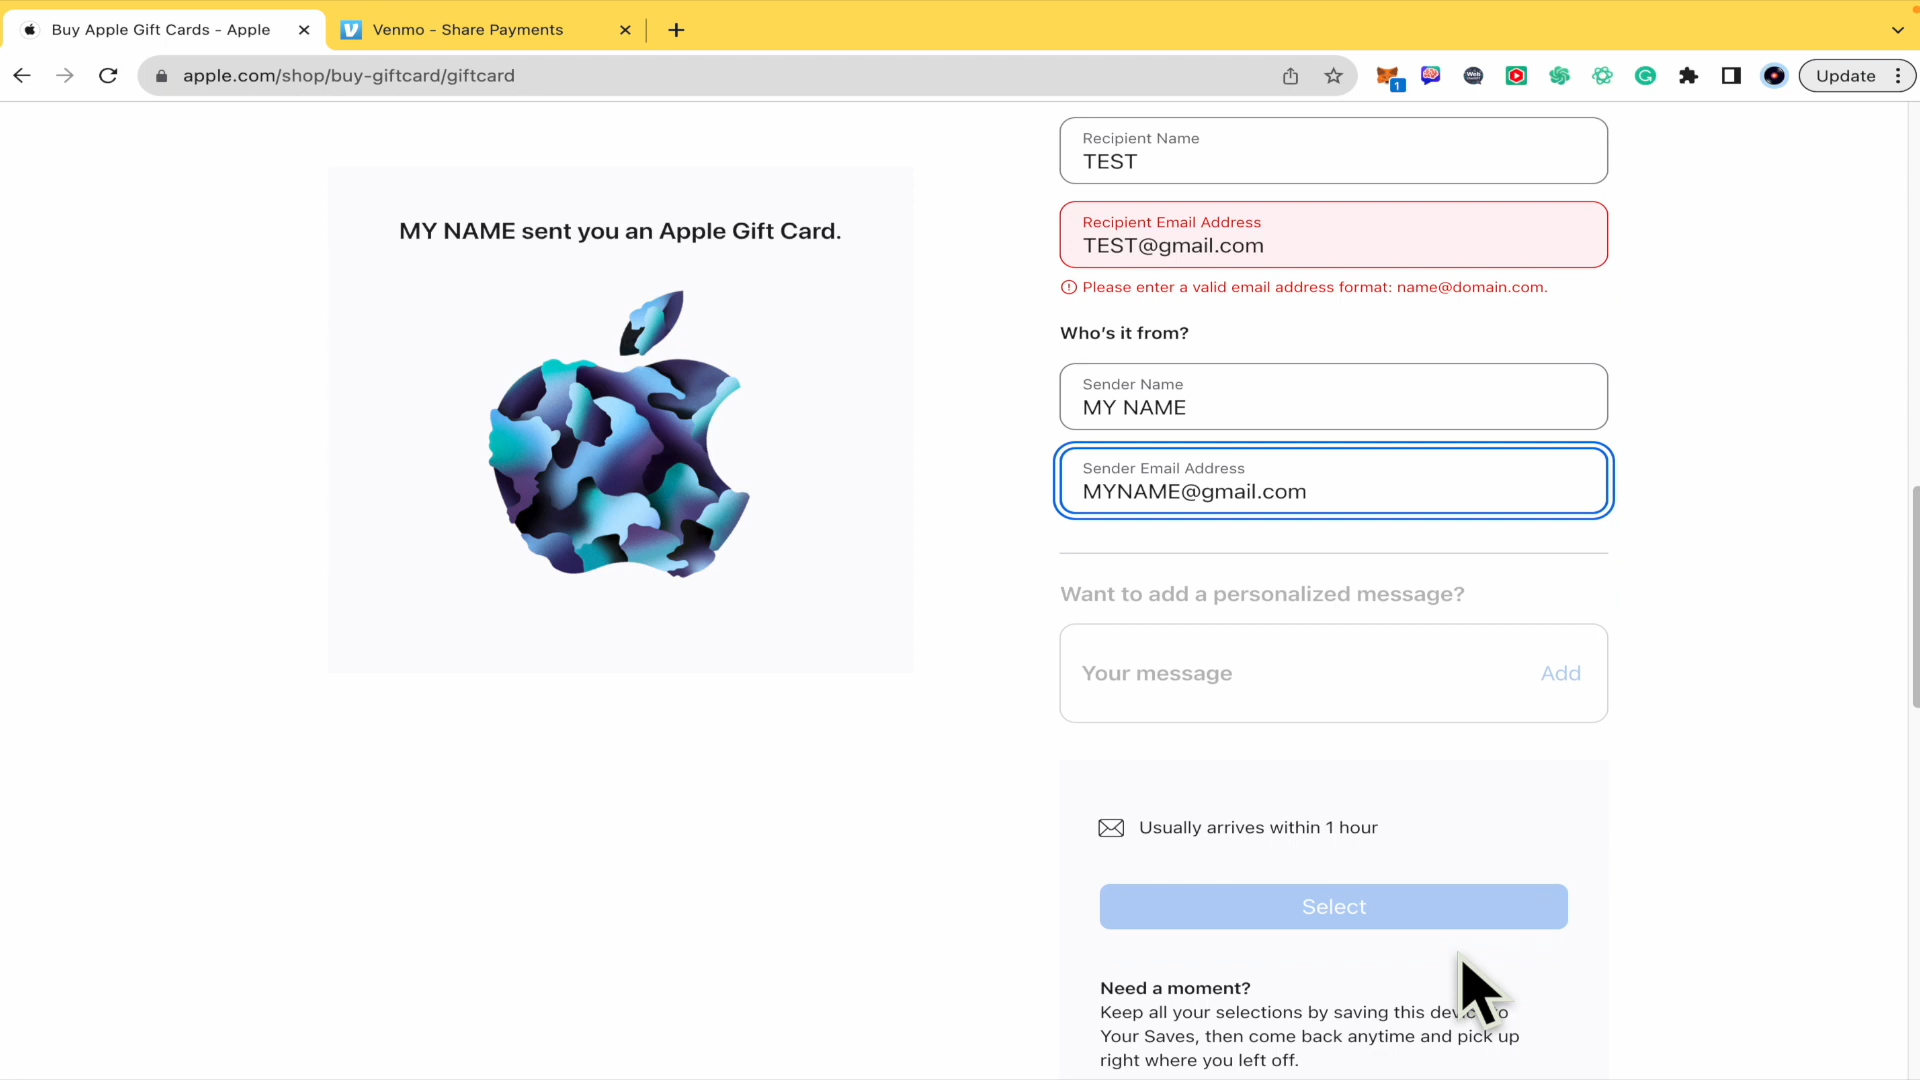 Buy Apple Gift Cards - Apple
Venmo - Share Payments
apple.com/shop/buy-giftcard/giftcard
1
Web
Update
Recipient Name
TEST
MY NAME sent you an Apple Gift Card.
Recipient Email Address
TEST@gmail.com
Please enter a valid email address format: name@domain.com.
Who's it from?
Sender Name
MY NAME
Sender Email Address
MYNAME@gmail.com
Want to add a personalized message?
Your message
Add
Usually arrives within 1 hour
Select
Need a moment?
Keep all your selections by saving this device to
Your Saves, then come back anytime and pick up
right where you left off.